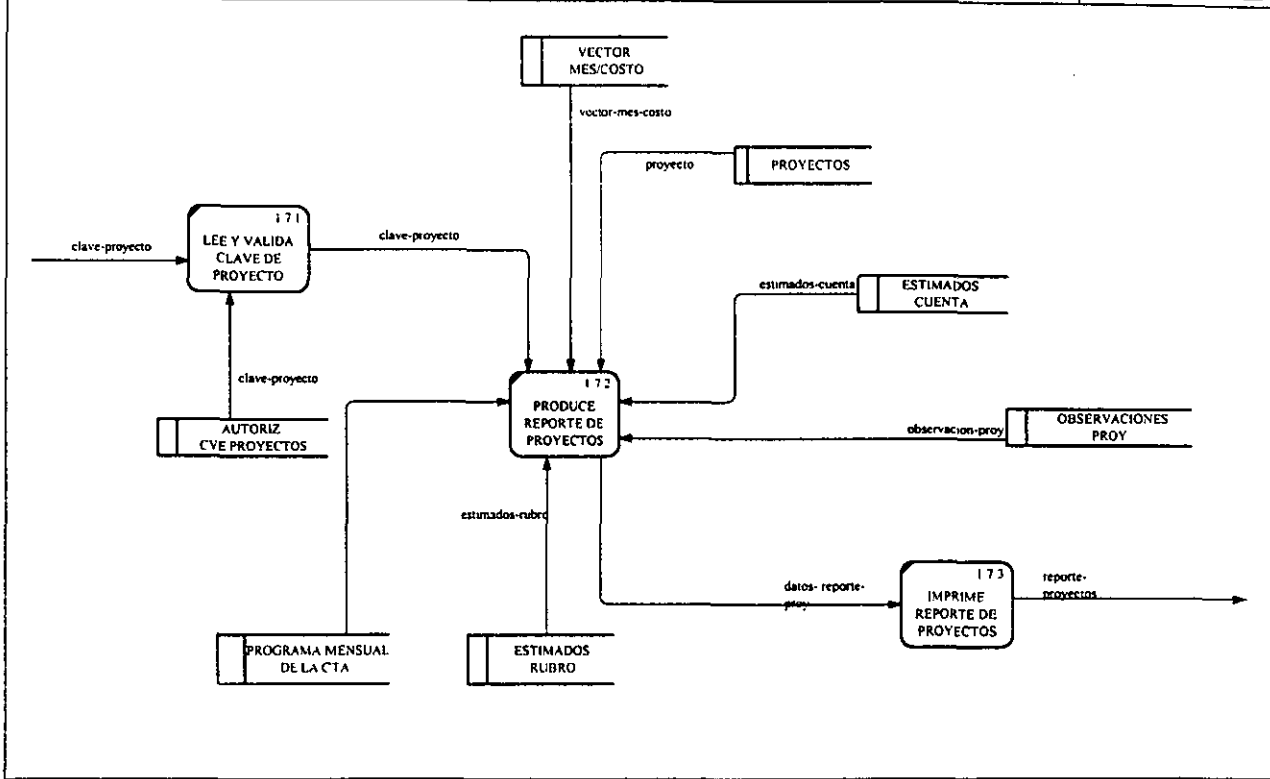 VECTOR
MES/COSTO
vector-mes-costo
proyecto
PROYECTOS
1 7 1
LEE Y VALIDA
CLAVE DE
PROYECTO
clave-proyecto
clave-proyecto
estimados-cuenta
ESTIMADOS
CUENTA
clave-proyecto
AUTORIZ
CVE PROYECTOS
1 7 2
PRODUCE
REPORTE DE
PROYECTOS
observacion-proy
OBSERVACIONES
PROY
estimados-rubro
datos- reporte-
proy
1 7 3
IMPRIME
REPORTE DE
PROYECTOS
reporte-
proyectos
PROGRAMA MENSUAL
DE LA CTA
ESTIMADOS
RUBRO